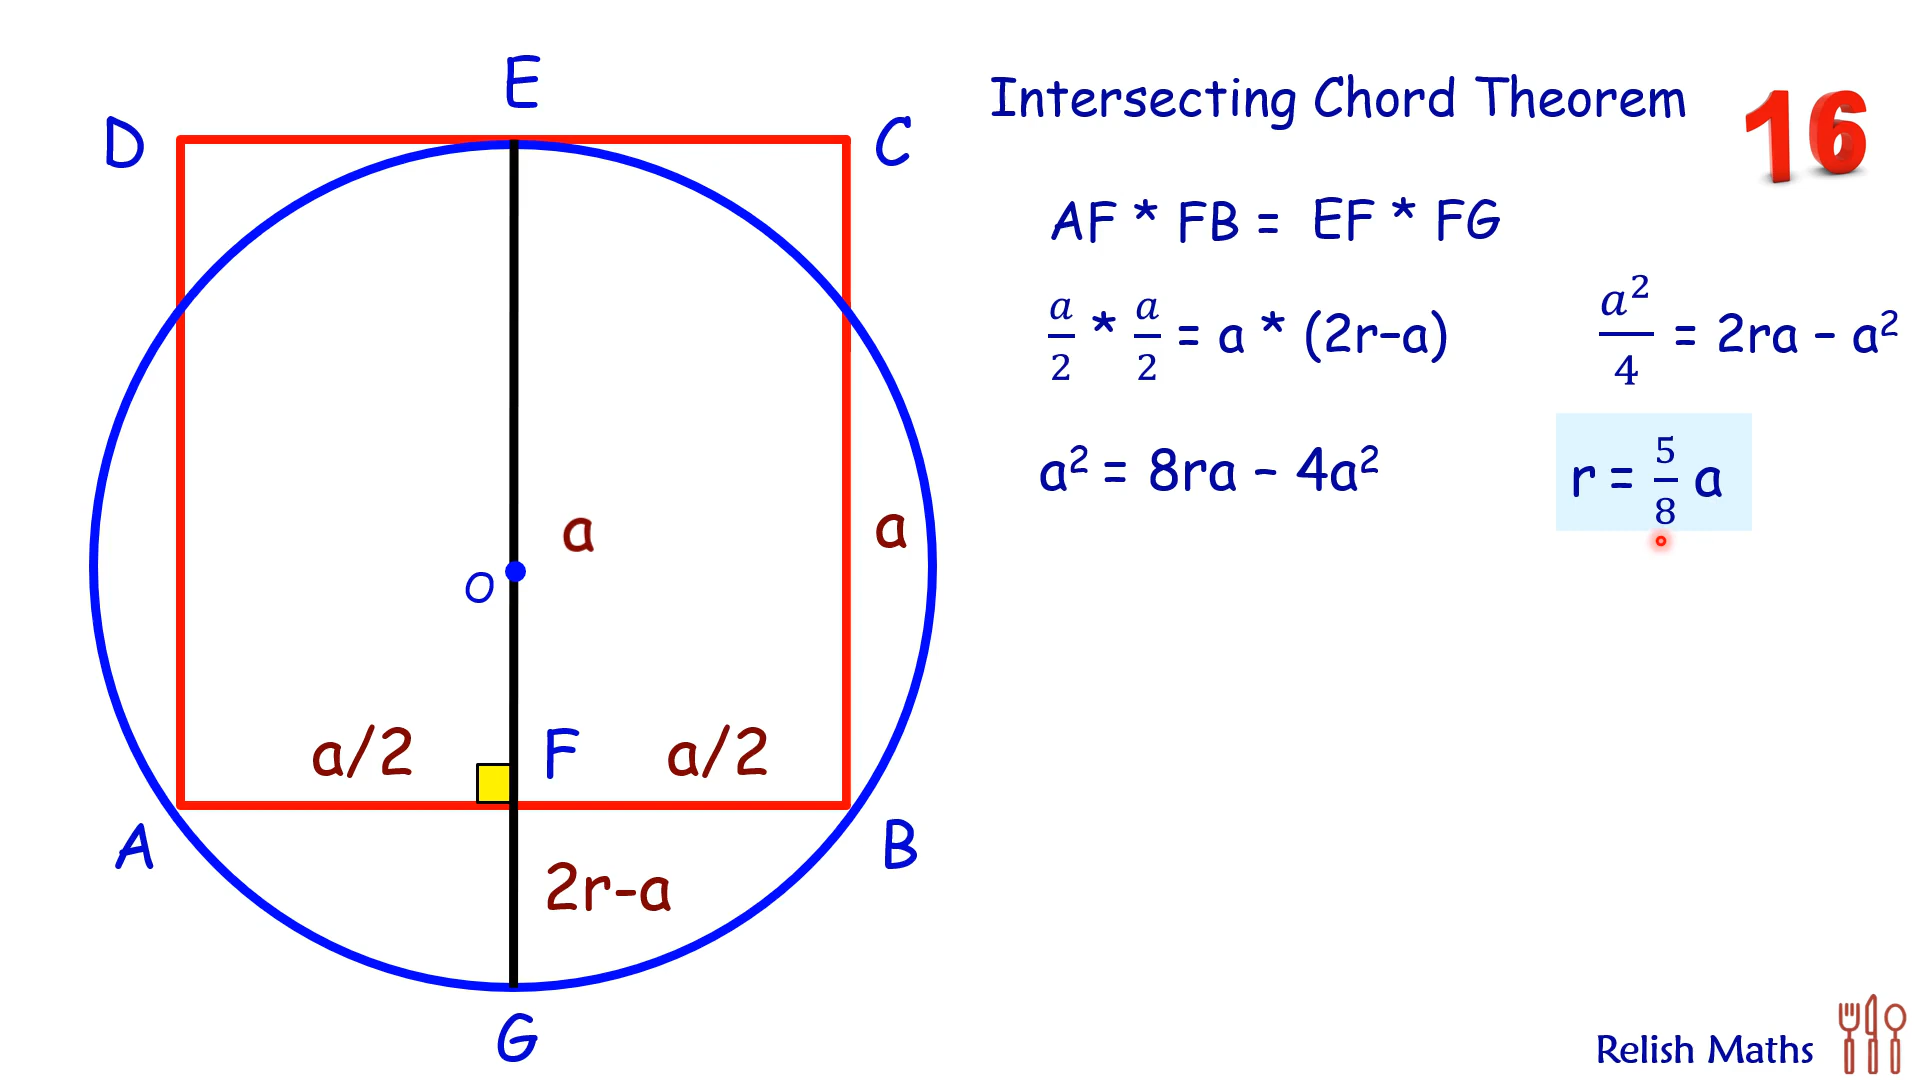 E
D
C
Intersecting Chord Theorem
16
AF * FB = EF * FG
a/2 * a/2 = a * (2r-a)
a²/4 = 2ra - a²
a² = 8ra - 4a²
r = 5/8 a
a
a
O
a/2
F
a/2
A
B
2r-a
G
Relish Maths